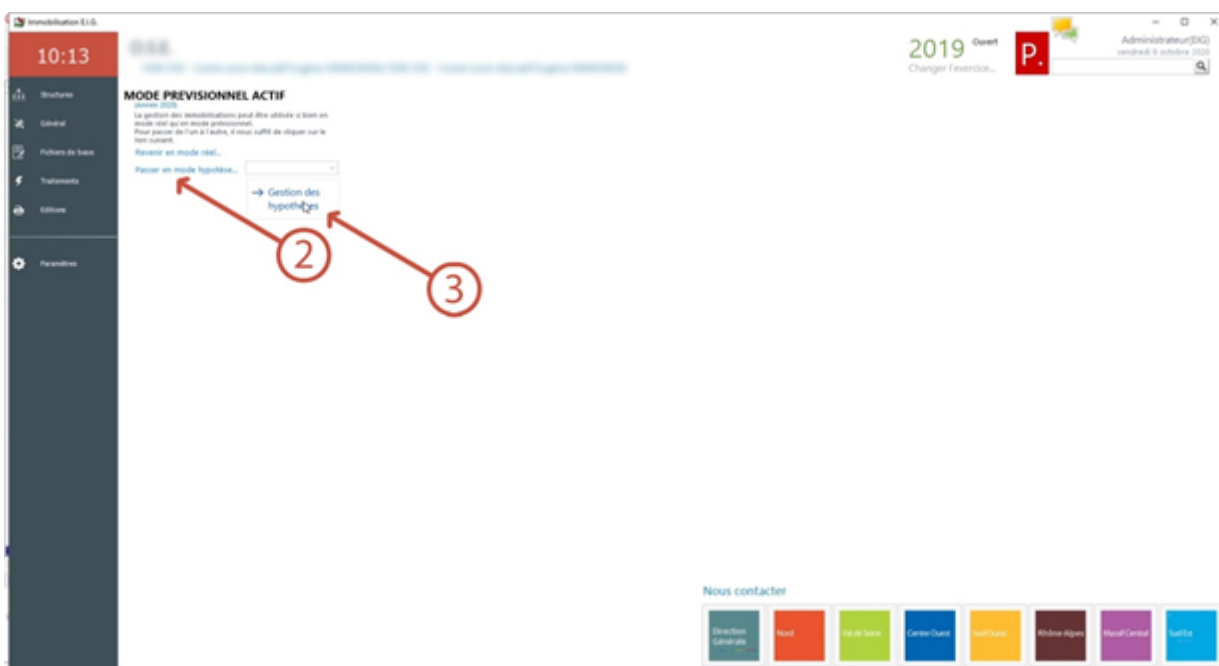 Immobilisation E.I.G.
10:13
2019 Ouvert
Changer l'exercice...
P.
Administrateur(EIG)
vendredi 9 octobre 2020
Structures
Général
Fichiers de base
Traitements
Editions
Paramètres
MODE PREVISIONNEL ACTIF
(Année 2020)
La gestion des immobilisations peut être utilisée si bien en
mode réel qu'en mode prévisionnel.
Pour passer de l'un à l'autre, il vous suffit de cliquer sur le
lien suivant.
Revenir en mode réel...
Passer en mode hypotèse...
→ Gestion des
hypothèses
2
3
Nous contacter
Direction
Générale
Nord
Val de Seine
Centre Ouest
Sud Ouest
Rhône-Alpes
Massif Central
Sud Est